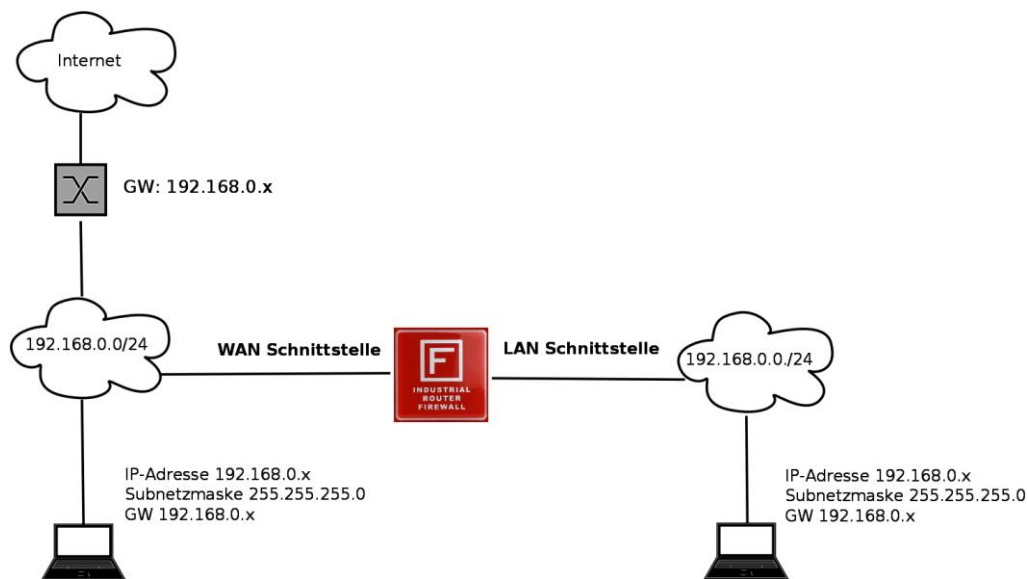 Internet
GW: 192.168.0.x
192.168.0.0/24
WAN Schnittstelle
F
INDUSTRIAL
ROUTER
FIREWALL
LAN Schnittstelle
192.168.0.0./24
IP-Adresse 192.168.0.x
Subnetzmaske 255.255.255.0
GW 192.168.0.x
IP-Adresse 192.168.0.x
Subnetzmaske 255.255.255.0
GW 192.168.0.x